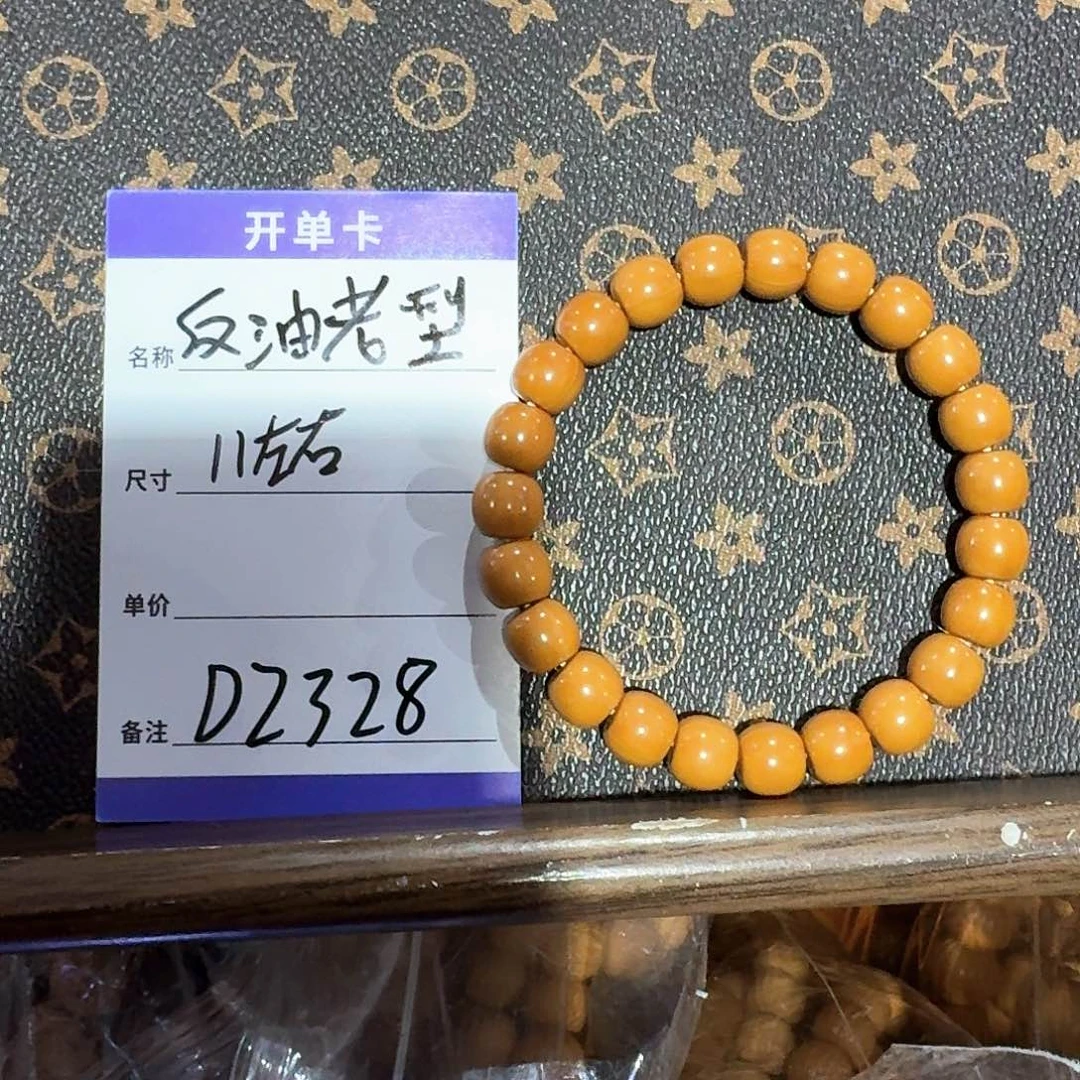 开单卡
名称 反油老型
尺寸 11左右
单价
备注 DZ328